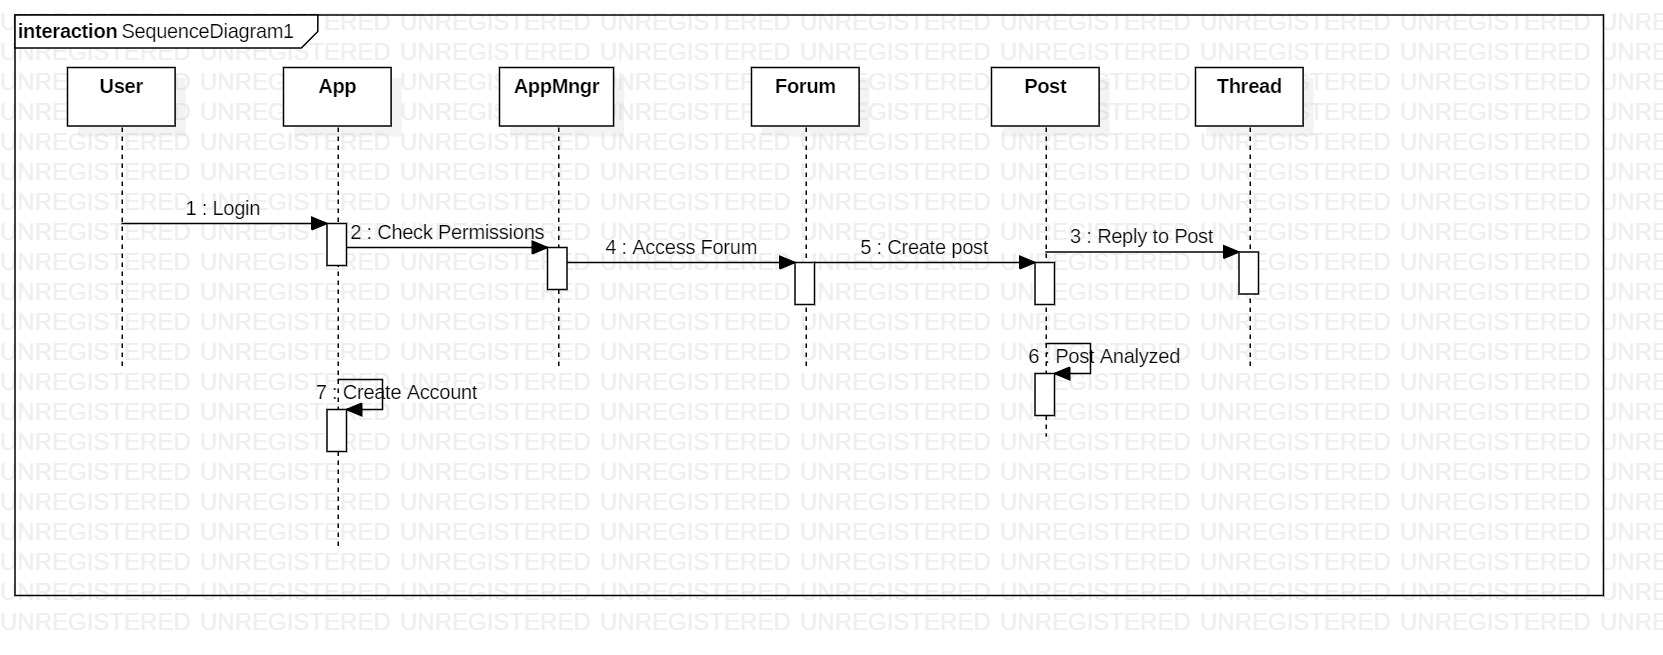 interaction SequenceDiagram1
User
App
AppMngr
Forum
Post
Thread
1 : Login
2 : Check Permissions
4 : Access Forum
5 : Create post
3 : Reply to Post
6 : Post Analyzed
7 : Create Account
UNREGISTERED